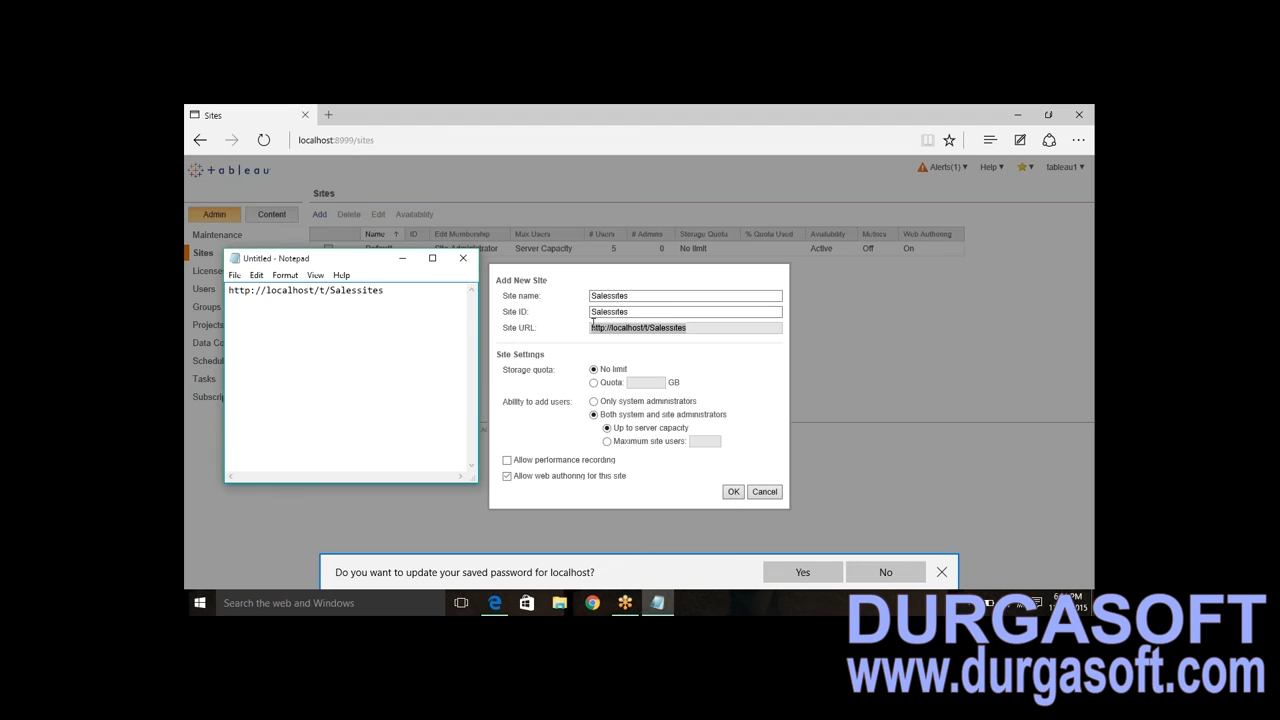 Sites
localhost:8999/sites
+ a b l e a u
Alerts(1)
Help
tableau1
Sites
Admin
Content
Add
Delete
Edit
Availability
Maintenance
Name
ID
Edit Membership
Max Users
# Users
# Admins
Storage Quota
% Quota Used
Availability
Metrics
Web Authoring
Sites
Site Administrator
Server Capacity
5
0
No limit
Active
Off
On
Users
Groups
Projects
Data Co
Schedul
Tasks
Subscrip
Untitled - Notepad
File
Edit
Format
View
Help
http://localhost/t/Salessites
Add New Site
Site name:
Salessites
Site ID:
Salessites
Site URL:
http://localhost/t/Salessites
Site Settings
Storage quota:
No limit
Quota:
GB
Ability to add users:
Only system administrators
Both system and site administrators
Up to server capacity
Maximum site users:
Allow performance recording
Allow web authoring for this site
OK
Cancel
Do you want to update your saved password for localhost?
Yes
No
Search the web and Windows
DURGASOFT
www.durgasoft.com